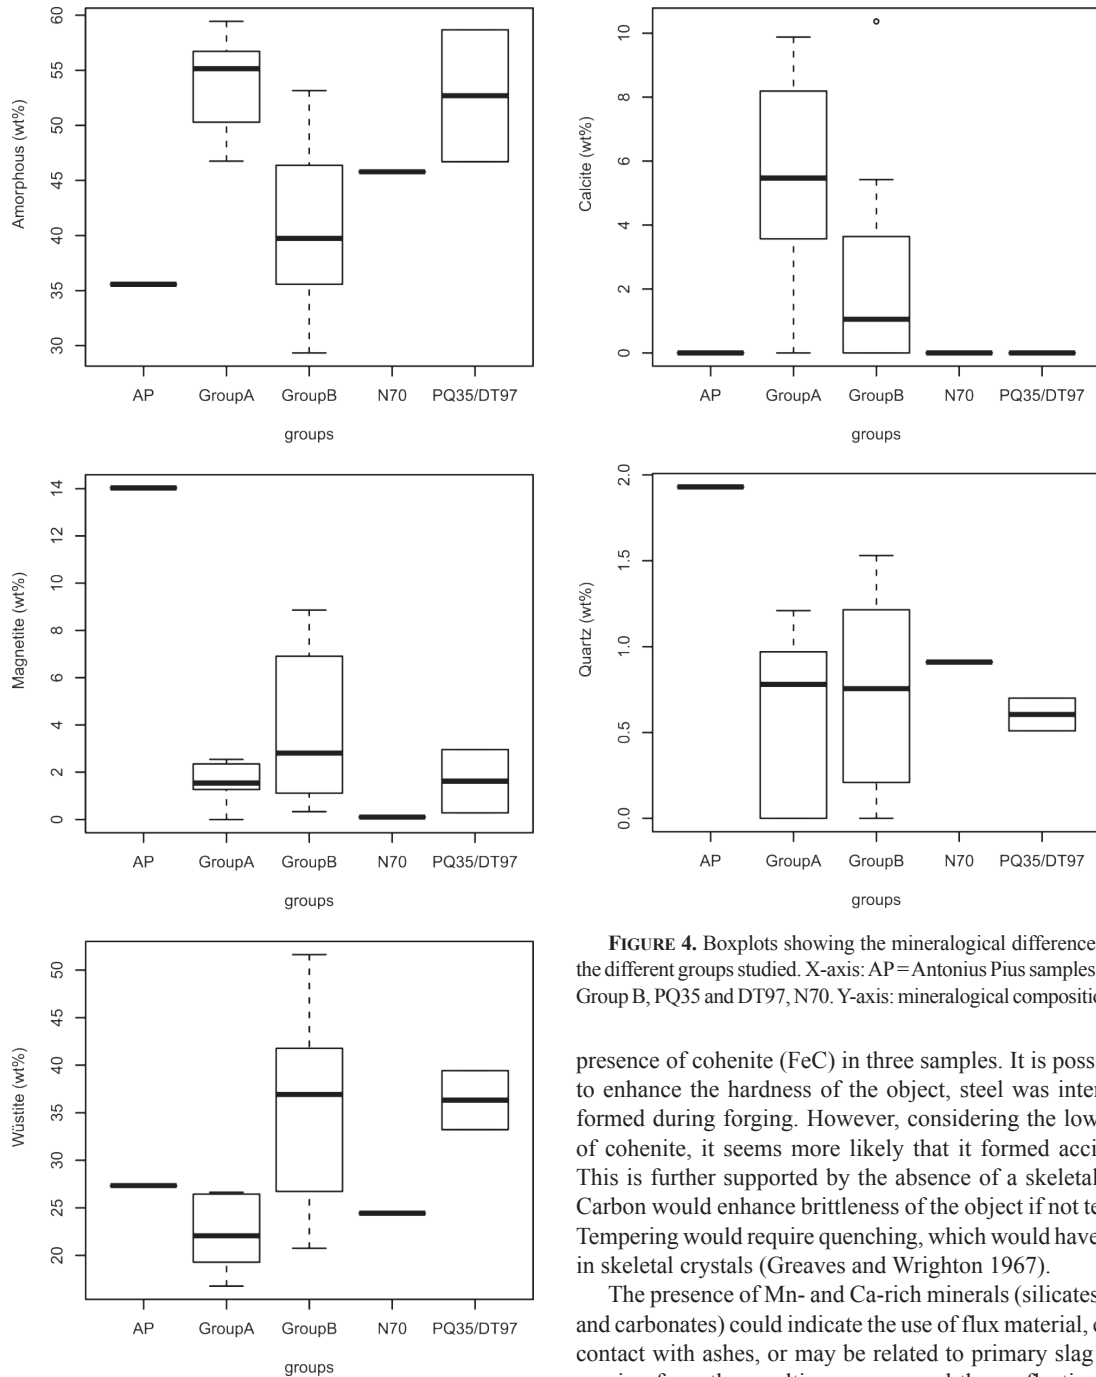 Amorphous (wt%)
60
55
50
45
40
35
30
AP GroupA GroupB N70 PQ35/DT97
groups
Calcite (wt%)
10
8
6
4
2
0
AP GroupA GroupB N70 PQ35/DT97
groups
Magnetite (wt%)
14
12
10
8
6
4
2
0
AP GroupA GroupB N70 PQ35/DT97
groups
Quartz (wt%)
2.0
1.5
1.0
0.5
0.0
AP GroupA GroupB N70 PQ35/DT97
groups
Wüstite (wt%)
50
45
40
35
30
25
20
AP GroupA GroupB N70 PQ35/DT97
groups
FIGURE 4. Boxplots showing the mineralogical difference
the different groups studied. X-axis: AP = Antonius Pius samples
Group B, PQ35 and DT97, N70. Y-axis: mineralogical compositio
presence of cohenite (FeC) in three samples. It is poss
to enhance the hardness of the object, steel was inter
formed during forging. However, considering the low
of cohenite, it seems more likely that it formed acci
This is further supported by the absence of a skeletal
Carbon would enhance brittleness of the object if not te
Tempering would require quenching, which would have
in skeletal crystals (Greaves and Wrighton 1967).
The presence of Mn- and Ca-rich minerals (silicates
and carbonates) could indicate the use of flux material,
contact with ashes, or may be related to primary slag